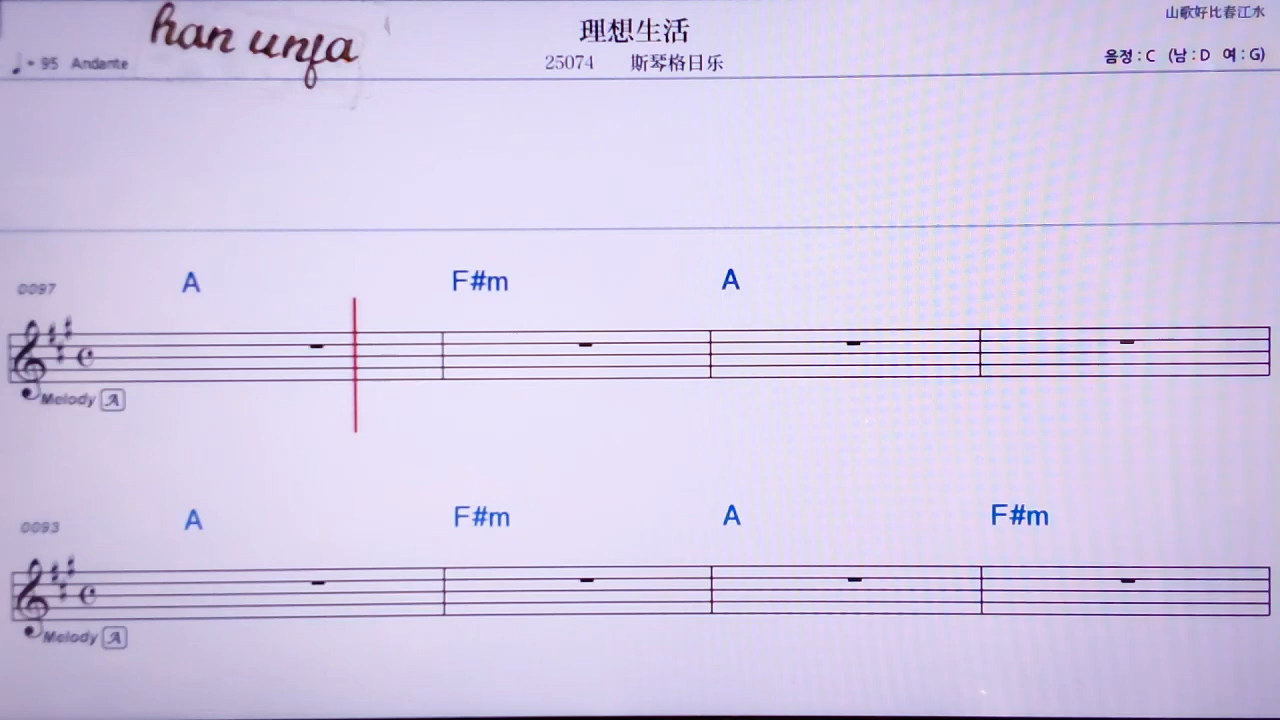 han unja
理想生活
山歌好比春江水
♩= 95 Andante
25074 斯琴格日乐
음정 : C (남 : D 여 : G)
0097 A F#m A
Melody A
0093 A F#m A F#m
Melody A